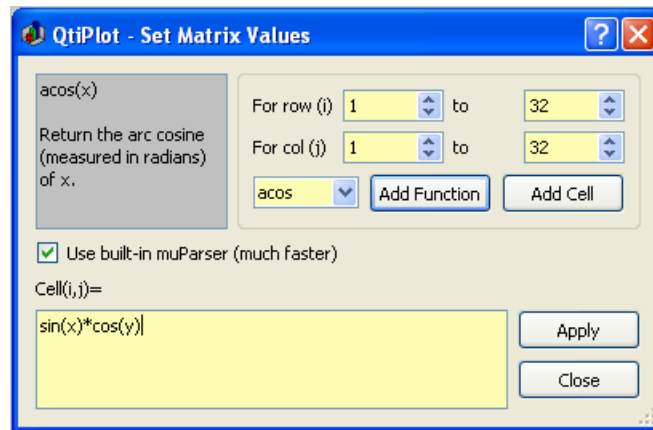 QtiPlot - Set Matrix Values
acos(x)
Return the arc cosine
(measured in radians)
of x.
For row (i) 1 to 32
For col (j) 1 to 32
acos Add Function Add Cell
Use built-in muParser (much faster)
Cell(i,j)=
sin(x)*cos(y)
Apply
Close